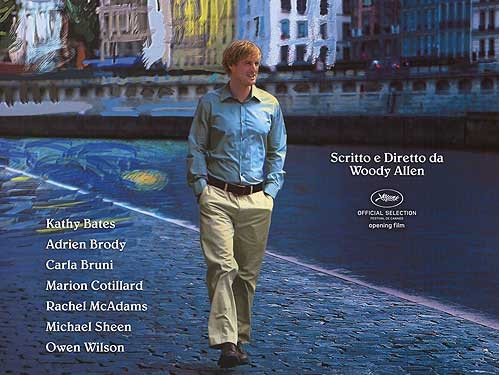 Scritto e Diretto da
Woody Allen
OFFICIAL SELECTION
FESTIVAL DE CANNES
opening film
Kathy Bates
Adrien Brody
Carla Bruni
Marion Cotillard
Rachel McAdams
Michael Sheen
Owen Wilson